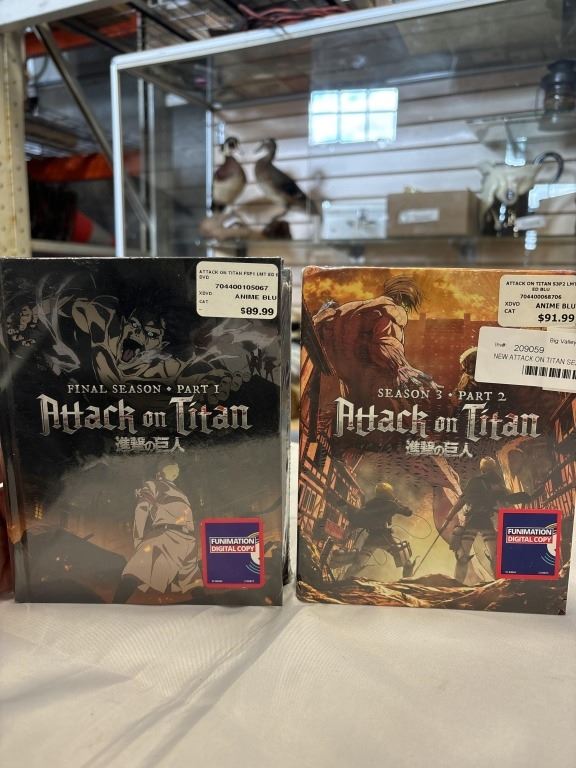 ATTACK ON TITAN FSP1 LMT ED B
DVD
704400105067
XDVD ANIME BLU
CAT
$89.99
FINAL SEASON • PART 1
Attack on Titan
進撃の巨人
FUNIMATION
DIGITAL COPY
ATTACK ON TITAN S3P2 LMT
ED BLU
704400068706
XDVD ANIME BLU
CAT
$91.99
Big Valley
209059
NEW ATTACK ON TITAN SE
SEASON 3 • PART 2
Attack on Titan
進撃の巨人
FUNIMATION
DIGITAL COPY